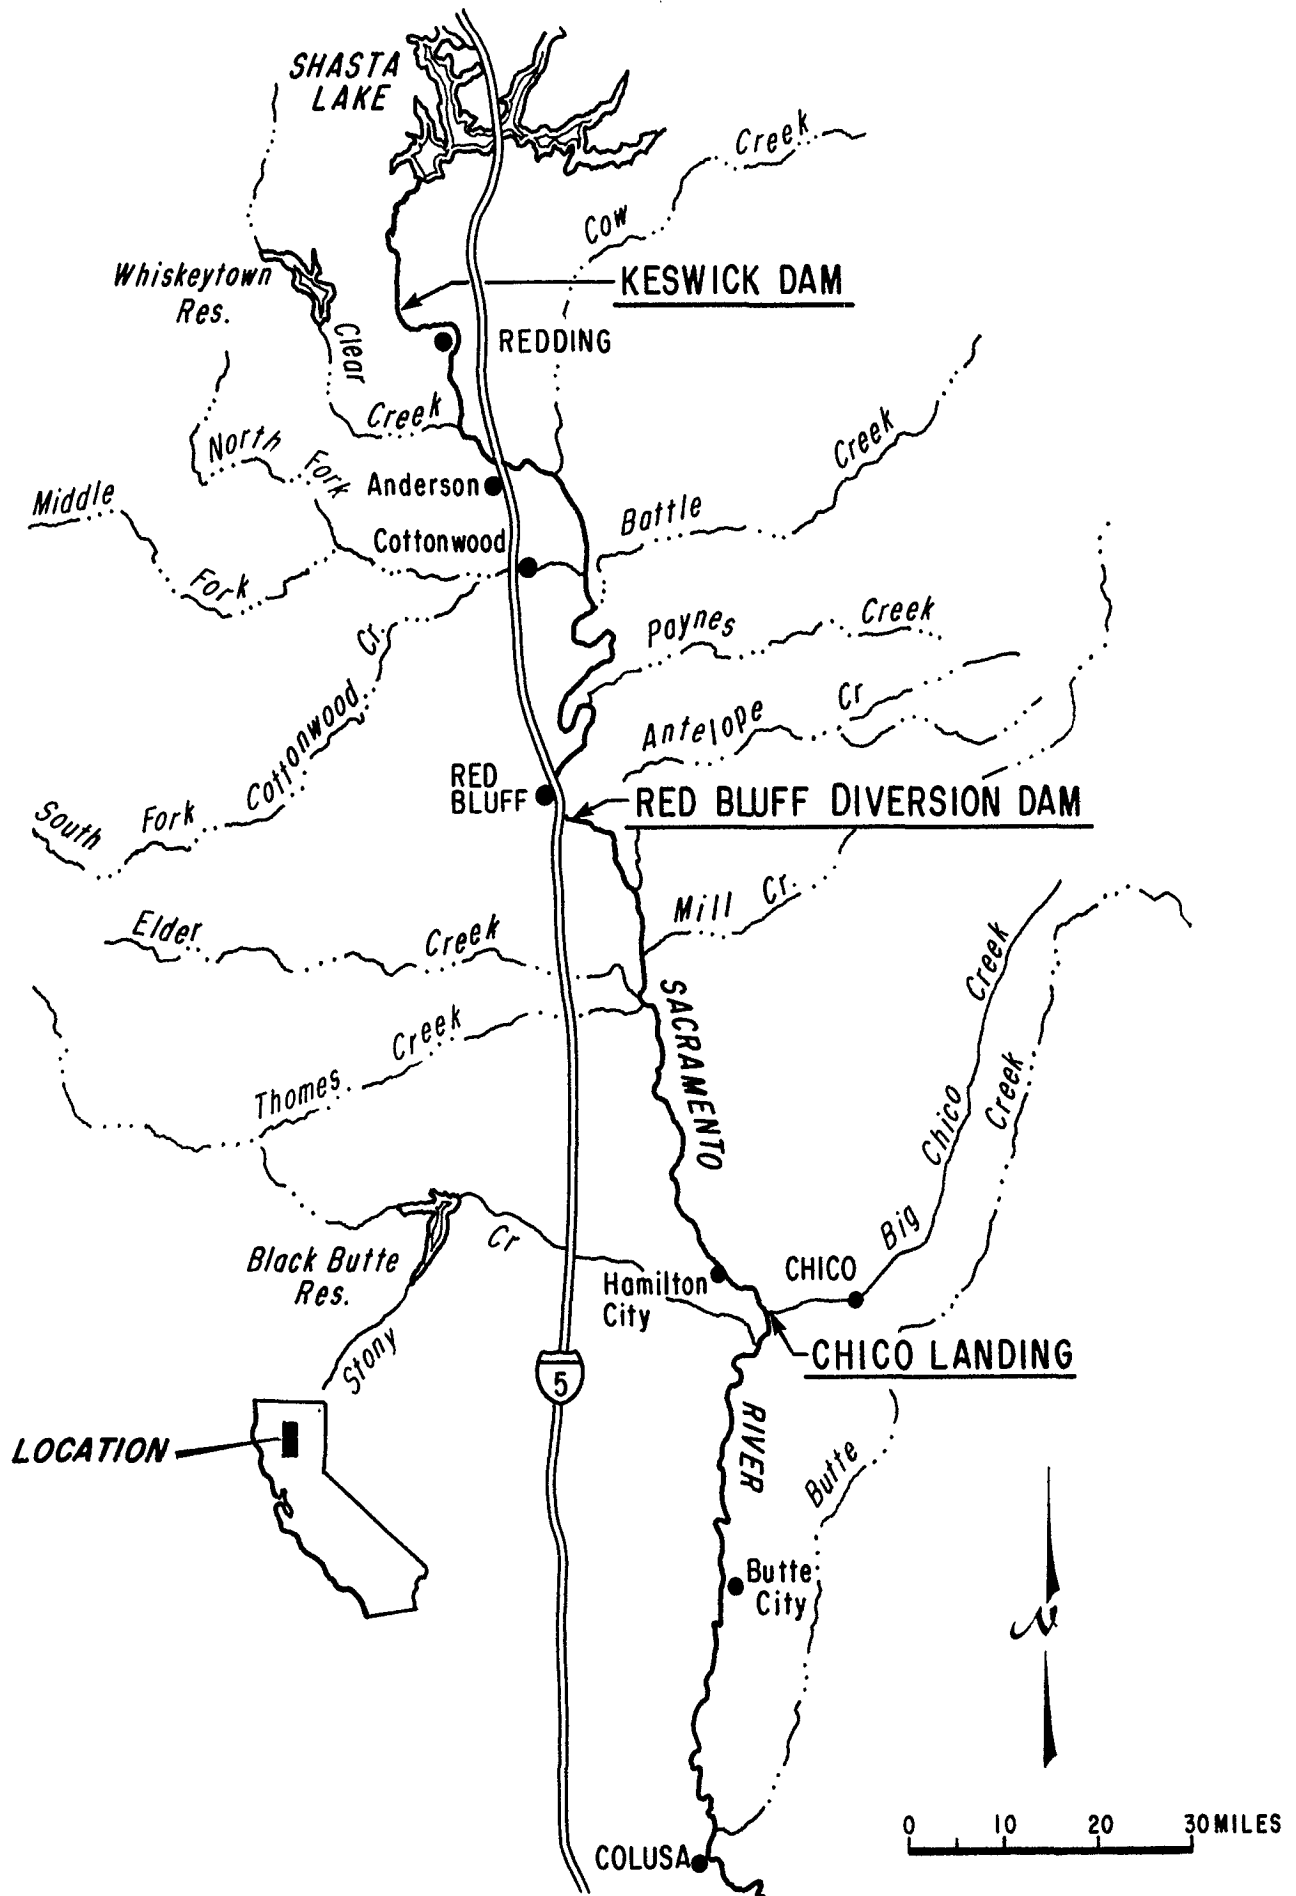 SHASTA
LAKE
Creek
Cow
Whiskeytown
Res.
KESWICK DAM
Clear
REDDING
Creek
North
Fork
Creek
Middle
Anderson
Battle
Cottonwood
Fork
Paynes
Creek
Cr.
Cottonwood
Antelope
Cr
RED
BLUFF
RED BLUFF DIVERSION DAM
South
Fork
Mill Cr.
Elder
Creek
Creek
SACRAMENTO
Thomes
Creek
Chico
Creek
Big
Black Butte
Res.
Cr
Hamilton
City
CHICO
CHICO LANDING
Stony
5
LOCATION
RIVER
Butte
Butte
City
N
0 10 20 30 MILES
COLUSA